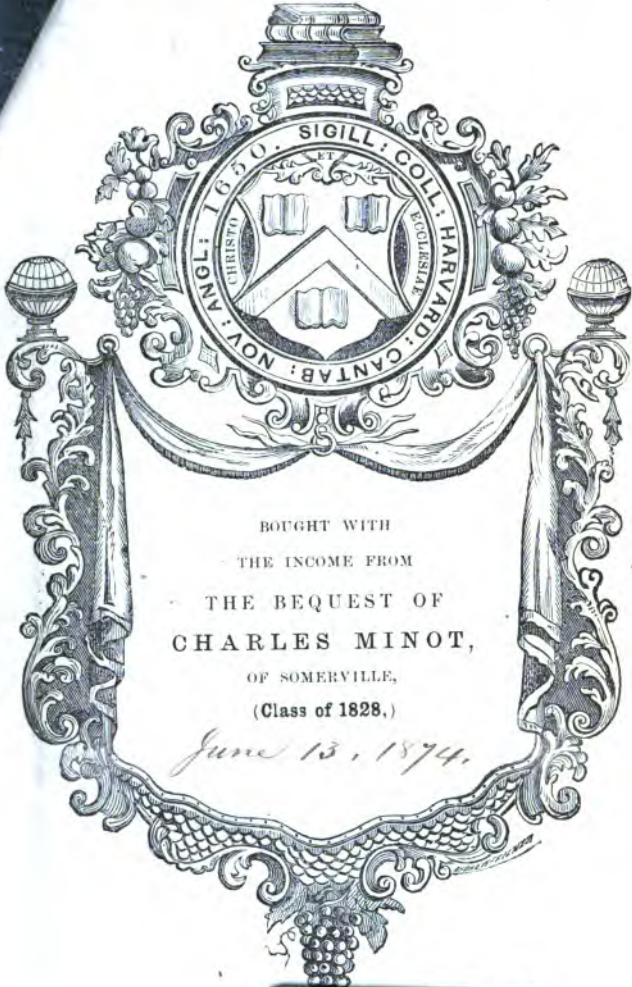 SIGILL: COLL: HARVARD: CANTAB: NOV: ANGL: 1650.
ET
CHRISTO
ECCLESIAE
BOUGHT WITH
THE INCOME FROM
THE BEQUEST OF
CHARLES MINOT,
OF SOMERVILLE,
(Class of 1828,)
June 13, 1874.